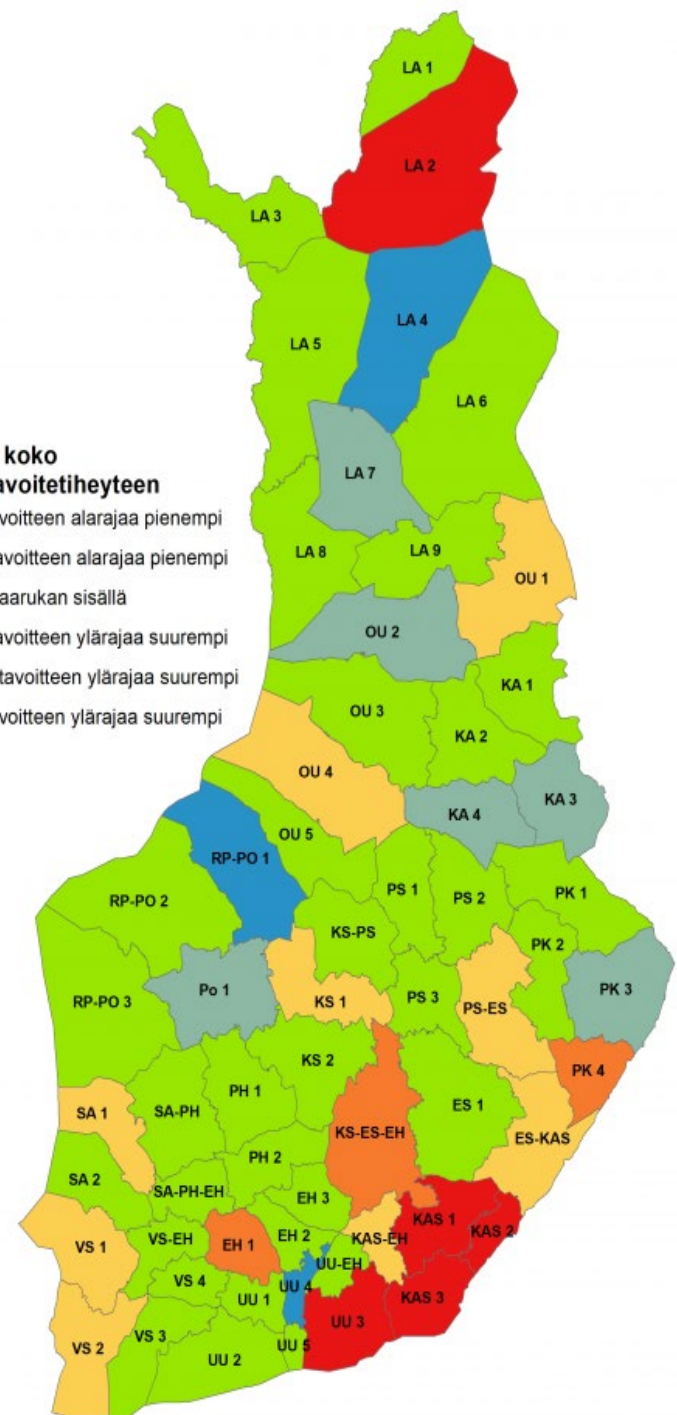 LA 1
LA 2
LA 3
LA 4
LA 5
LA 6
koko
avoitetiheyteen
LA 7
voitteen alarajaa pienempi
avoitteen alarajaa pienempi
LA 8
LA 9
aarukan sisällä
OU 1
avoitteen ylärajaa suurempi
OU 2
tavoitteen ylärajaa suurempi
KA 1
voitteen ylärajaa suurempi
OU 3
KA 2
OU 4
KA 3
KA 4
OU 5
RP-PO 1
PS 1
PS 2
PK 1
RP-PO 2
KS-PS
PK 2
Po 1
PK 3
RP-PO 3
KS 1
PS 3
PS-ES
KS 2
PK 4
PH 1
SA 1
SA-PH
ES 1
KS-ES-EH
ES-KAS
PH 2
SA 2
SA-PH-EH
EH 3
KAS 1
KAS 2
VS 1
VS-EH
EH 1
EH 2
KAS-EH
UU-EH
VS 4
UU 4
UU 1
KAS 3
UU 3
VS 3
VS 2
UU 5
UU 2